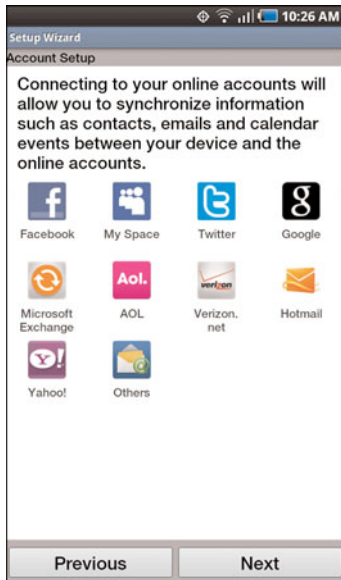 10:26 AM
Setup Wizard
Account Setup
Connecting to your online accounts will
allow you to synchronize information
such as contacts, emails and calendar
events between your device and the
online accounts.
f
t
g
Facebook
My Space
Twitter
Google
Aol.
verizon
Microsoft
Exchange
AOL
Verizon.
net
Hotmail
Y!
@
Yahoo!
Others
Previous
Next